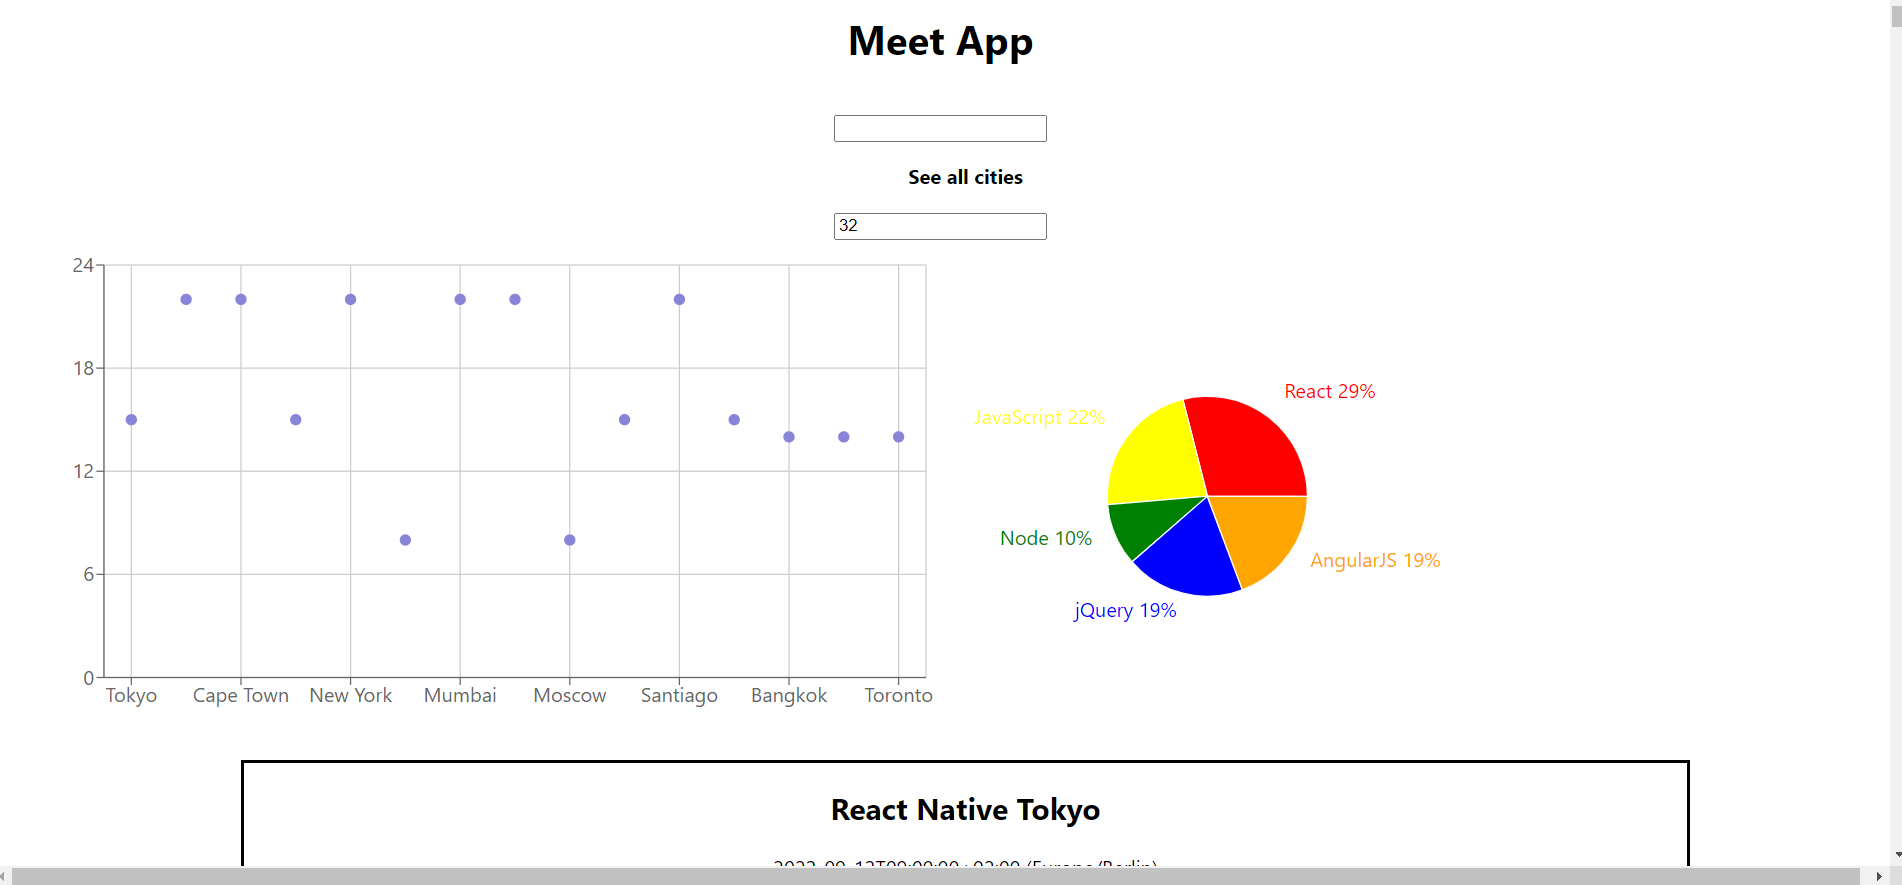 Meet App
See all cities
32
24
18
12
6
0
Tokyo Cape Town New York Mumbai Moscow Santiago Bangkok Toronto
React 29%
JavaScript 22%
Node 10%
AngularJS 19%
jQuery 19%
React Native Tokyo